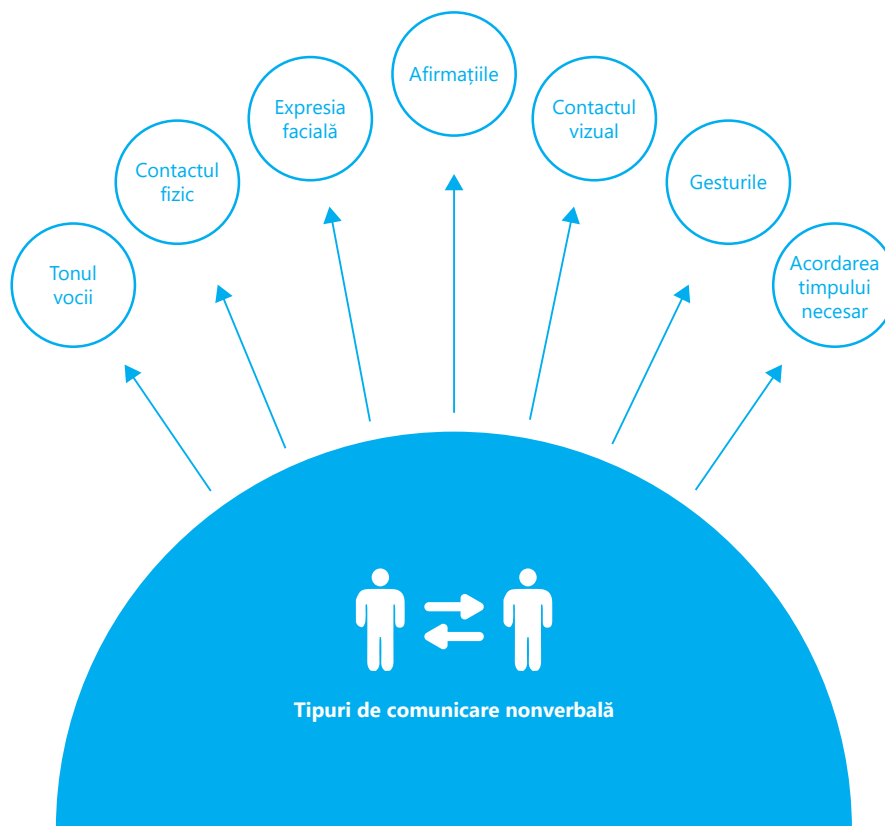 Afirmațiile
Expresia
facială
Contactul
vizual
Contactul
fizic
Gesturile
Tonul
vocii
Acordarea
timpului
necesar
Tipuri de comunicare nonverbală